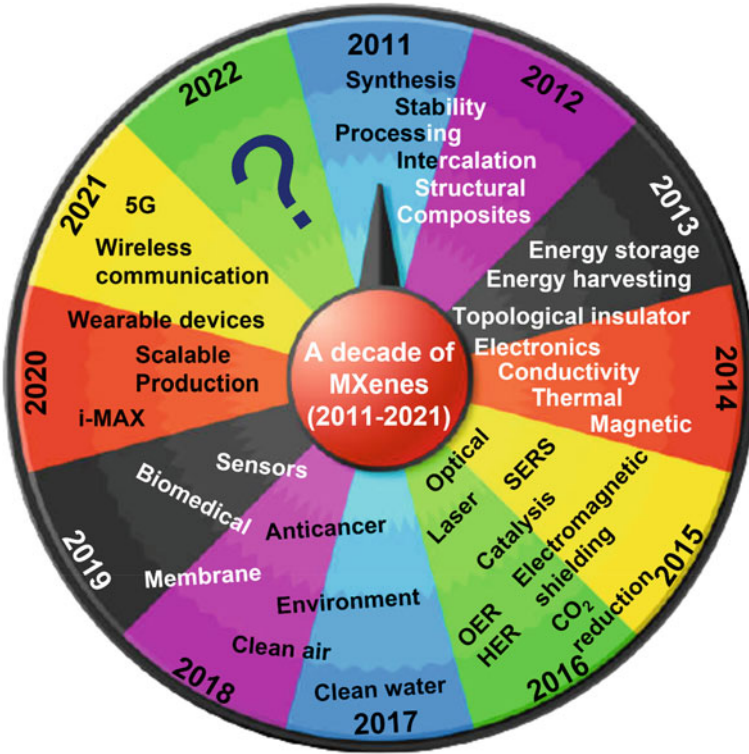 2011
Synthesis
Stability
Processing
Intercalation
Structural
Composites
2012
2013
Energy storage
Energy harvesting
Topological insulator
2014
Electronics
Conductivity
Thermal
Magnetic
2015
Optical
SERS
Laser
Catalysis
Electromagnetic
shielding
2016
OER
HER
CO₂
reduction
2017
Environment
Clean water
2018
Anticancer
Clean air
2019
Sensors
Biomedical
Membrane
2020
Wearable devices
Scalable
Production
i-MAX
2021
5G
Wireless
communication
2022
?
A decade of
MXenes
(2011-2021)